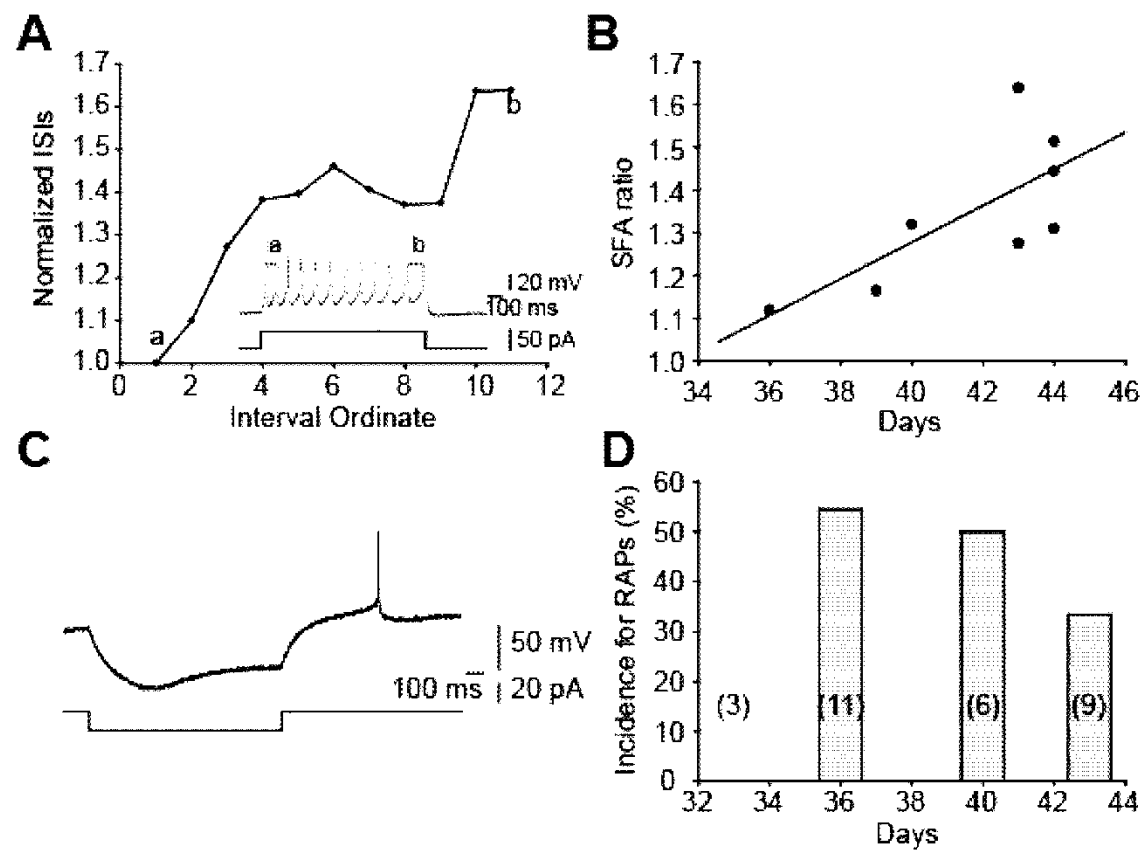 A
Normalized ISIs
1.7
1.6
1.5
1.4
1.3
1.2
1.1
1.0
a
b
a
b
20 mV
100 ms
50 pA
0 2 4 6 8 10 12
Interval Ordinate
B
SFA ratio
1.7
1.6
1.5
1.4
1.3
1.2
1.1
1.0
34 36 38 40 42 44 46
Days
C
50 mV
100 ms
20 pA
D
Incidence for RAPs (%)
60
50
40
30
20
10
0
(3) (11) (6) (9)
32 34 36 38 40 42 44
Days